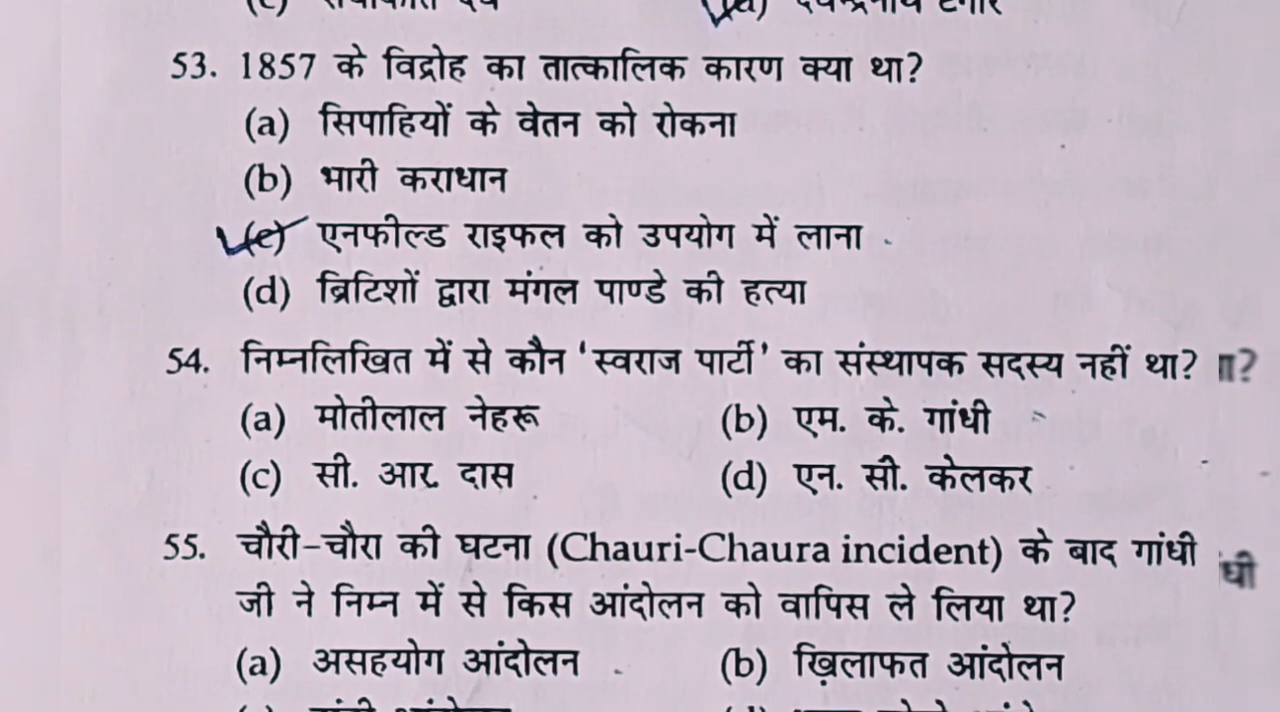 53. 1857 के विद्रोह का तात्कालिक कारण क्या था?
(a) सिपाहियों के वेतन को रोकना
(b) भारी कराधान
(c) एनफील्ड राइफल को उपयोग में लाना
(d) ब्रिटिशों द्वारा मंगल पाण्डे की हत्या
54. निम्नलिखित में से कौन 'स्वराज पार्टी' का संस्थापक सदस्य नहीं था?
(a) मोतीलाल नेहरू (b) एम. के. गांधी
(c) सी. आर. दास (d) एन. सी. केलकर
55. चौरी-चौरा की घटना (Chauri-Chaura incident) के बाद गांधी
जी ने निम्न में से किस आंदोलन को वापिस ले लिया था?
(a) असहयोग आंदोलन (b) खि़लाफत आंदोलन